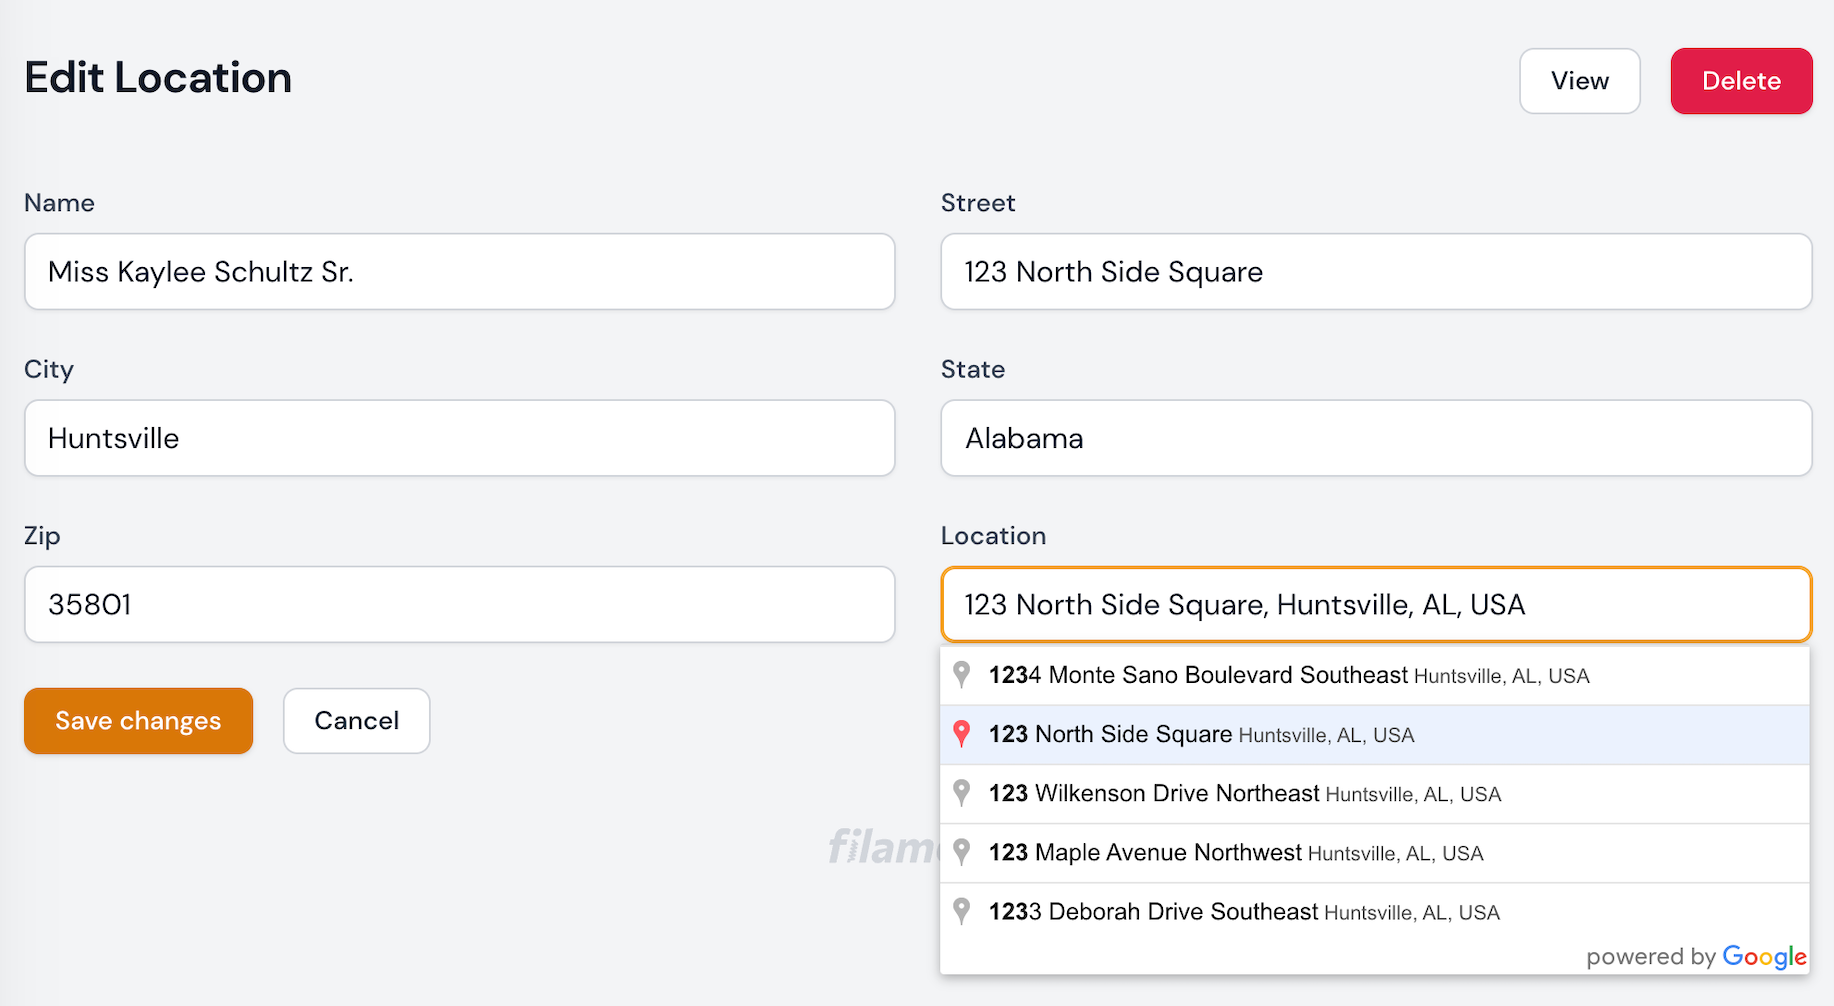 Edit Location
View
Delete
Name
Street
Miss Kaylee Schultz Sr.
123 North Side Square
City
State
Huntsville
Alabama
Zip
Location
35801
123 North Side Square, Huntsville, AL, USA
Save changes
Cancel
1234 Monte Sano Boulevard Southeast Huntsville, AL, USA
123 North Side Square Huntsville, AL, USA
123 Wilkenson Drive Northeast Huntsville, AL, USA
123 Maple Avenue Northwest Huntsville, AL, USA
1233 Deborah Drive Southeast Huntsville, AL, USA
powered by Google